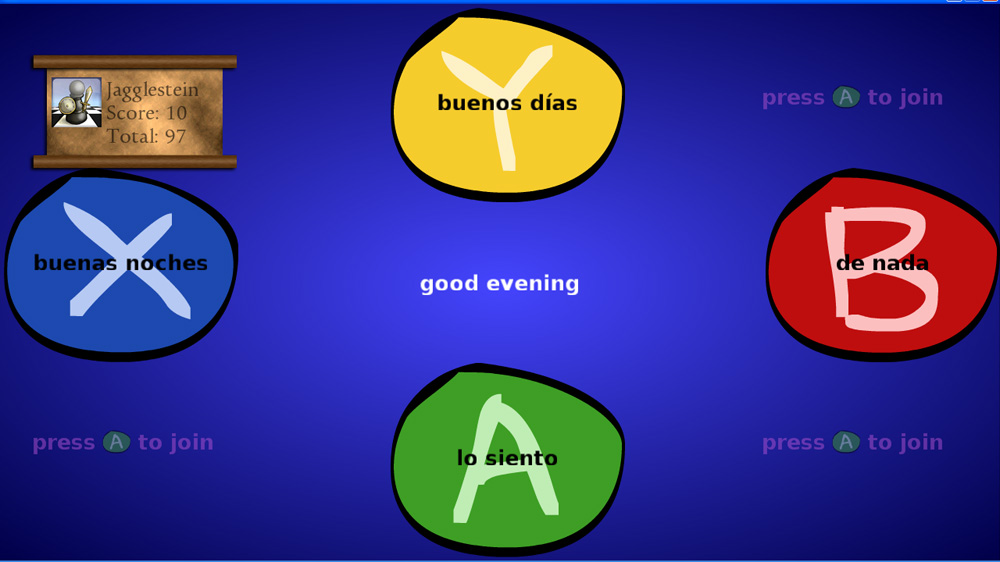 Jagglestein
Score: 10
Total: 97
Y
buenos días
press A to join
X
buenas noches
good evening
B
de nada
press A to join
A
lo siento
press A to join